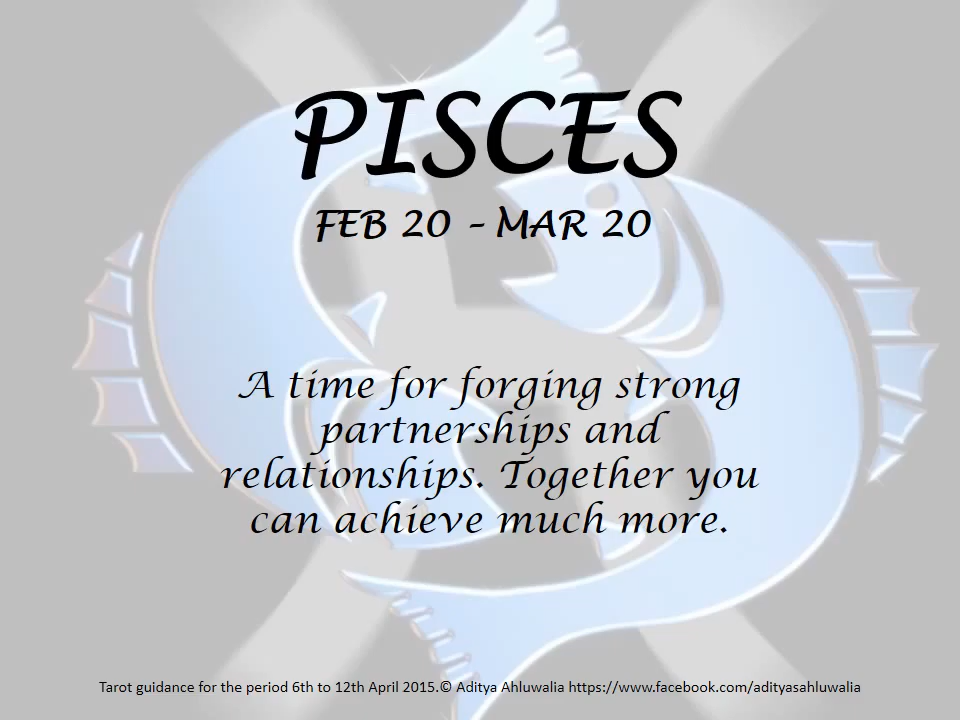 PISCES
FEB 20 – MAR 20
A time for forging strong
partnerships and
relationships. Together you
can achieve much more.
Tarot guidance for the period 6th to 12th April 2015.© Aditya Ahluwalia https://www.facebook.com/adityasahluwalia